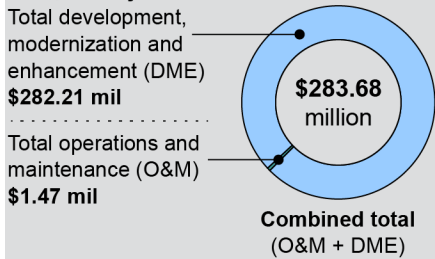 Total development,
modernization and
enhancement (DME)
$282.21 mil
Total operations and
maintenance (O&M)
$1.47 mil
$283.68
million
Combined total
(O&M + DME)